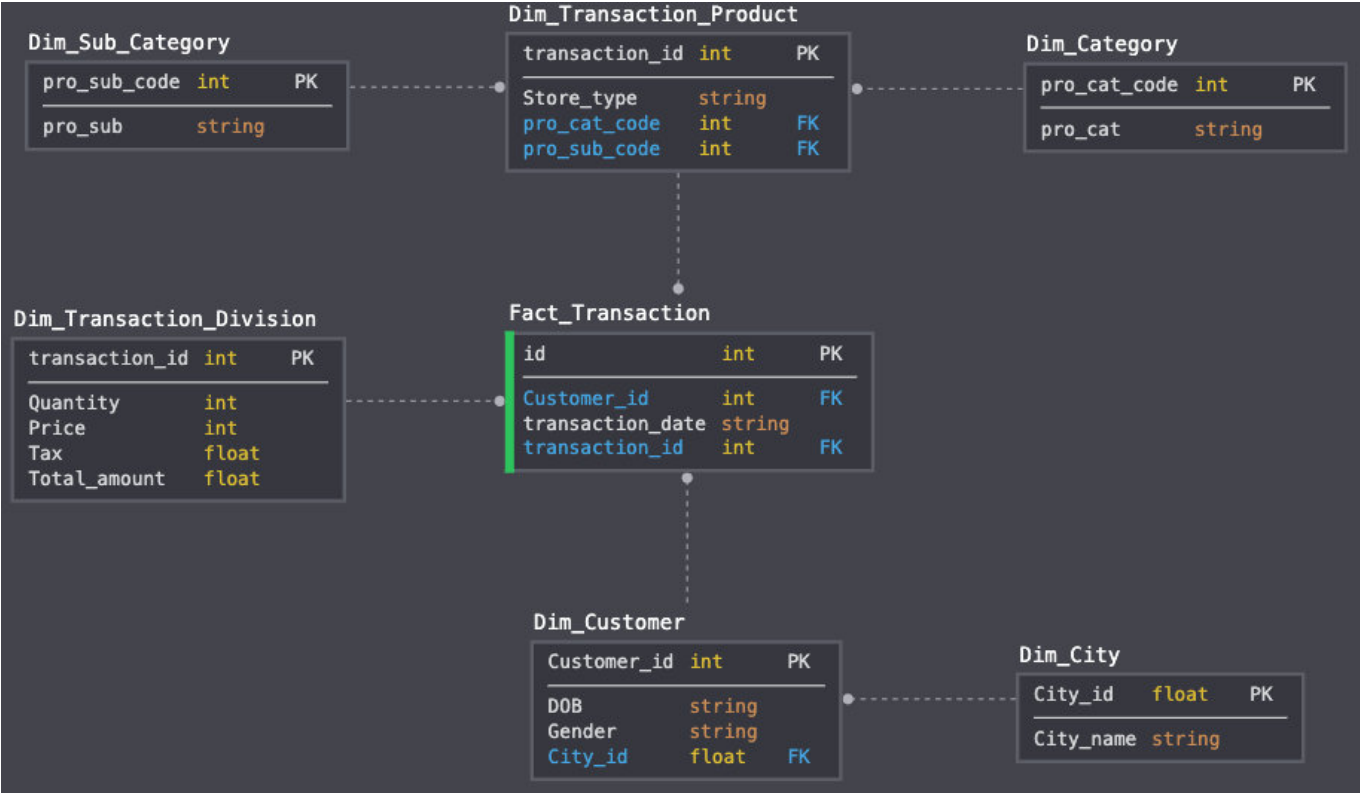 Dim_Transaction_Product
transaction_id int PK
Store_type string
pro_cat_code int FK
pro_sub_code int FK
Dim_Sub_Category
pro_sub_code int PK
pro_sub string
Dim_Category
pro_cat_code int PK
pro_cat string
Dim_Transaction_Division
transaction_id int PK
Quantity int
Price int
Tax float
Total_amount float
Fact_Transaction
id int PK
Customer_id int FK
transaction_date string
transaction_id int FK
Dim_Customer
Customer_id int PK
DOB string
Gender string
City_id float FK
Dim_City
City_id float PK
City_name string